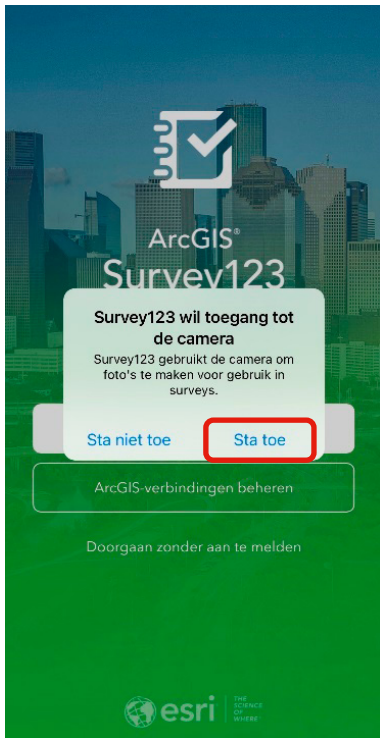 ArcGIS®
Survey123
Survey123 wil toegang tot
de camera
Survey123 gebruikt de camera om
foto's te maken voor gebruik in
surveys.
Sta niet toe
Sta toe
ArcGIS-verbindingen beheren
Doorgaan zonder aan te melden
esri
THE
SCIENCE
OF
WHERE™